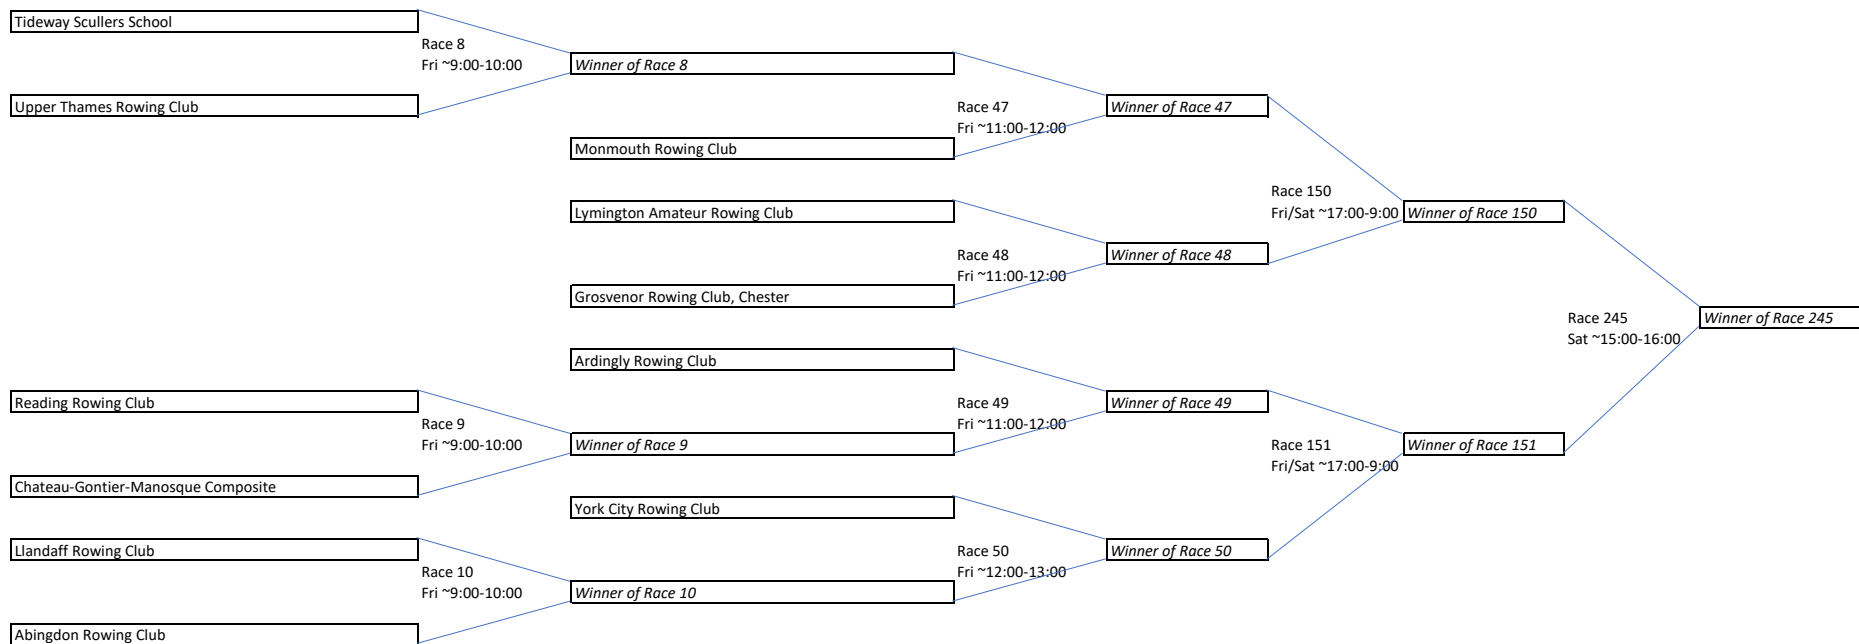 Tideway Scullers School
Race 8
Fri ~9:00-10:00
Winner of Race 8
Upper Thames Rowing Club
Race 47
Fri ~11:00-12:00
Winner of Race 47
Monmouth Rowing Club
Race 150
Fri/Sat ~17:00-9:00
Winner of Race 150
Lymington Amateur Rowing Club
Race 48
Fri ~11:00-12:00
Winner of Race 48
Grosvenor Rowing Club, Chester
Race 245
Sat ~15:00-16:00
Winner of Race 245
Ardingly Rowing Club
Reading Rowing Club
Race 9
Fri ~9:00-10:00
Winner of Race 9
Race 49
Fri ~11:00-12:00
Winner of Race 49
Race 151
Fri/Sat ~17:00-9:00
Winner of Race 151
Chateau-Gontier-Manosque Composite
York City Rowing Club
Llandaff Rowing Club
Race 10
Fri ~9:00-10:00
Winner of Race 10
Race 50
Fri ~12:00-13:00
Winner of Race 50
Abingdon Rowing Club